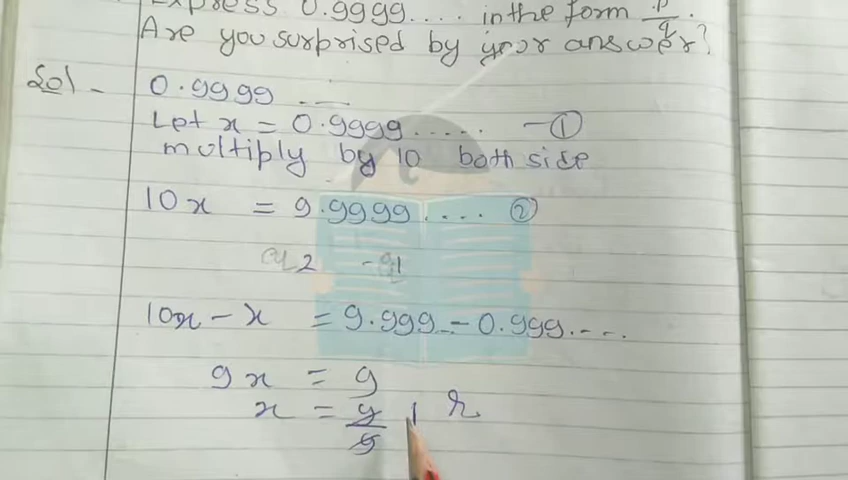 Express 0.9999.... in the form p/q.
Are you surprised by your answer?
Sol - 0.9999 ....
Let x = 0.9999..... - ①
multiply by 10 both side
10x = 9.9999.... ②
2 - 1
10x - x = 9.999 - 0.999....
9x = 9
x = 9/9 1